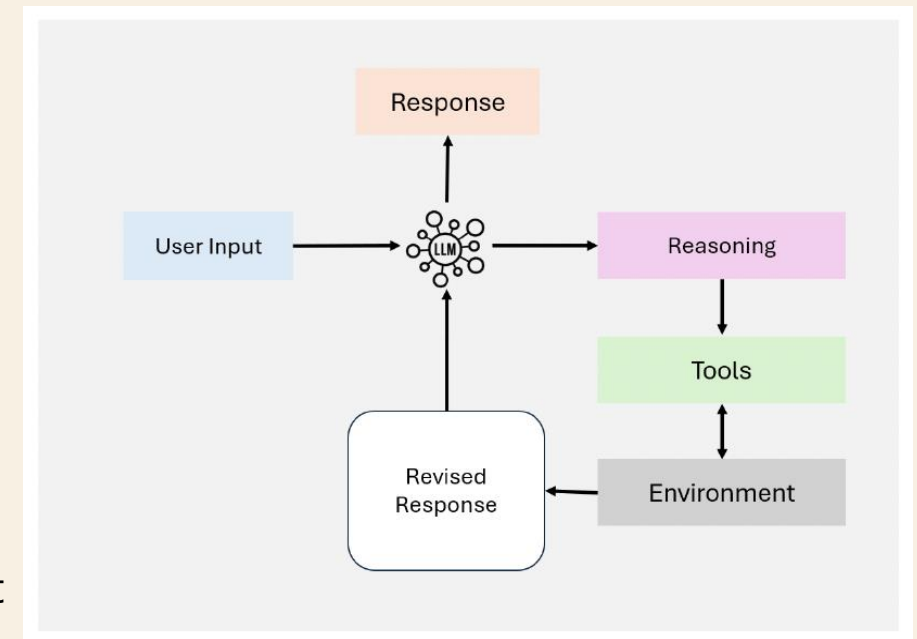 Response
User Input
LLM
Reasoning
Tools
Revised
Response
Environment
t